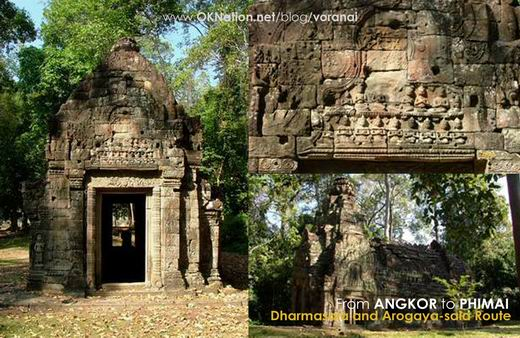 www.OKNation.net/blog/voranai
From ANGKOR to PHIMAI
Dharmasala and Arogaya-sala Route